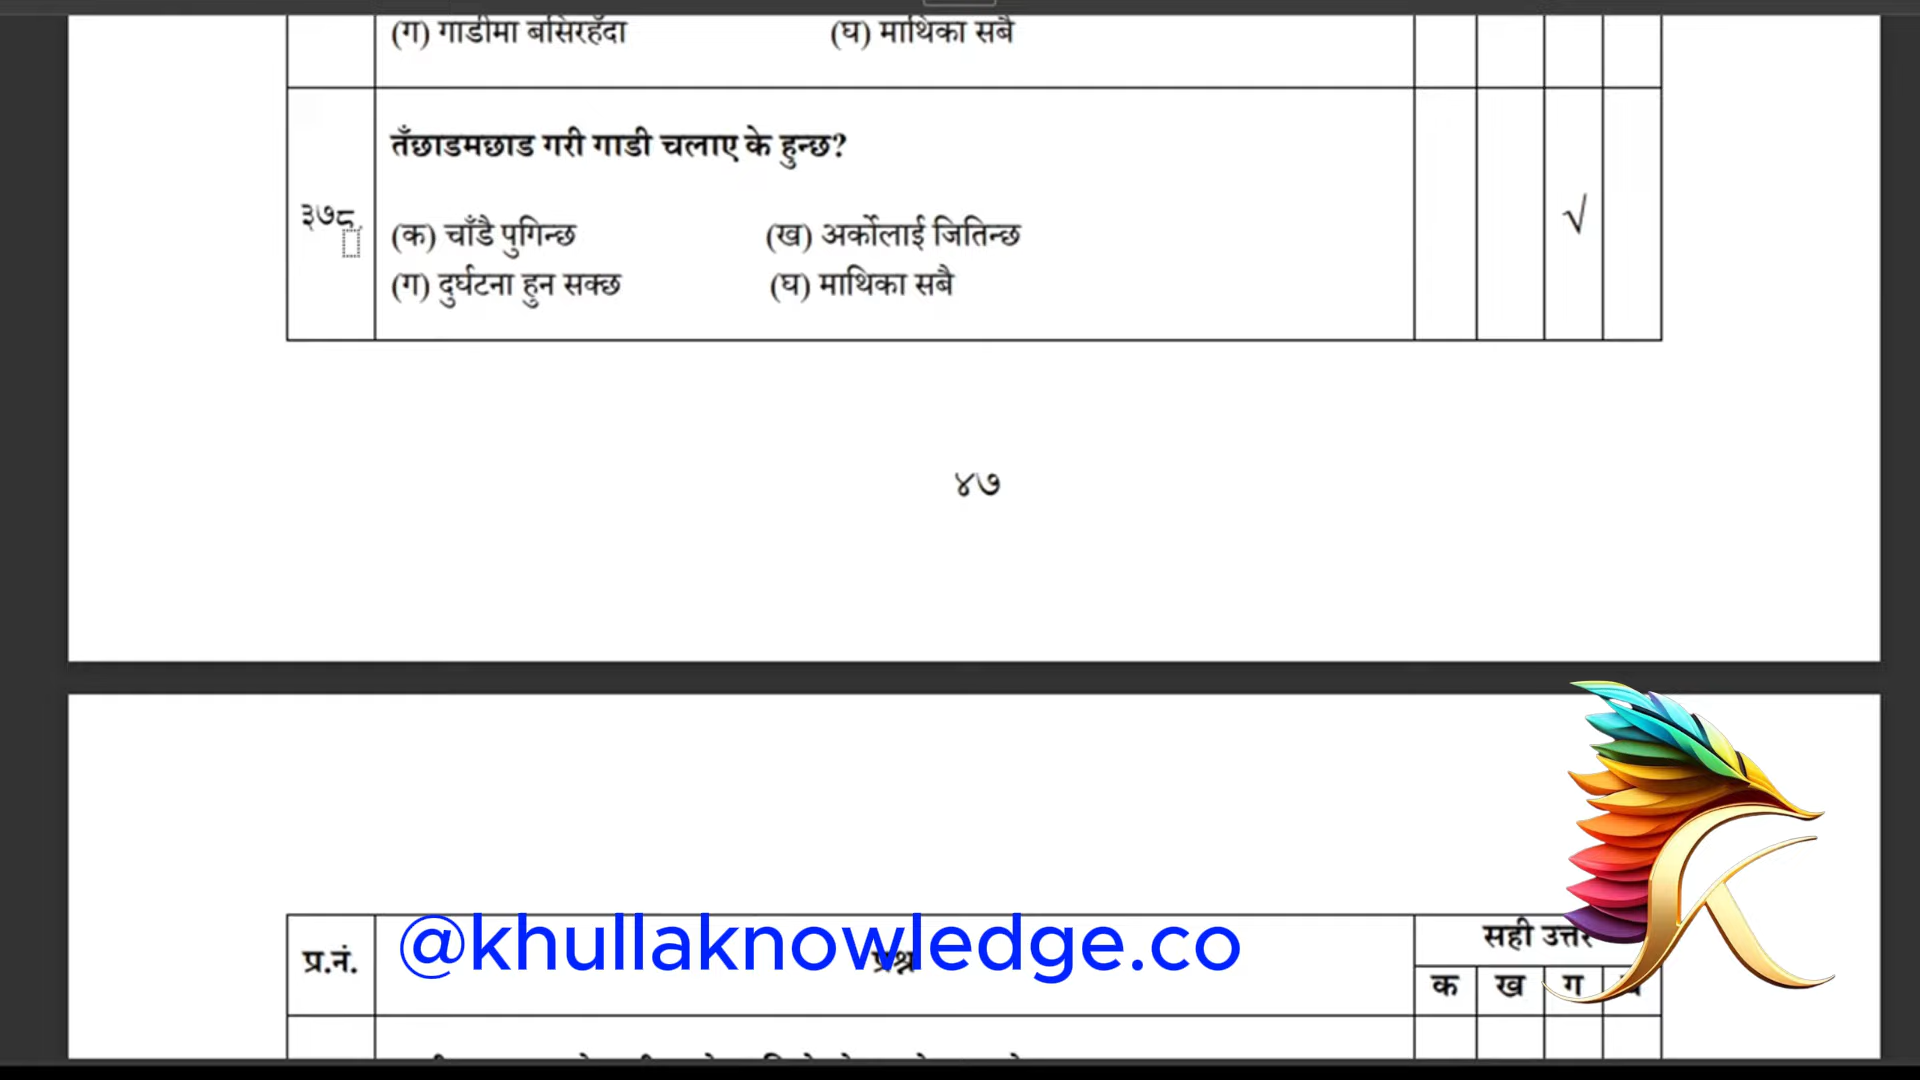 (ग) गाडीमा बसिरहँदा (घ) माथिका सबै
तँछाडमछाड गरी गाडी चलाए के हुन्छ?
३७८
(क) चाँडै पुगिन्छ (ख) अर्कोलाई जितिन्छ
√
(ग) दुर्घटना हुन सक्छ (घ) माथिका सबै
४७
सही उत्तर
प्र.नं. @khullaknowledge.co प्रश्न
क ख ग